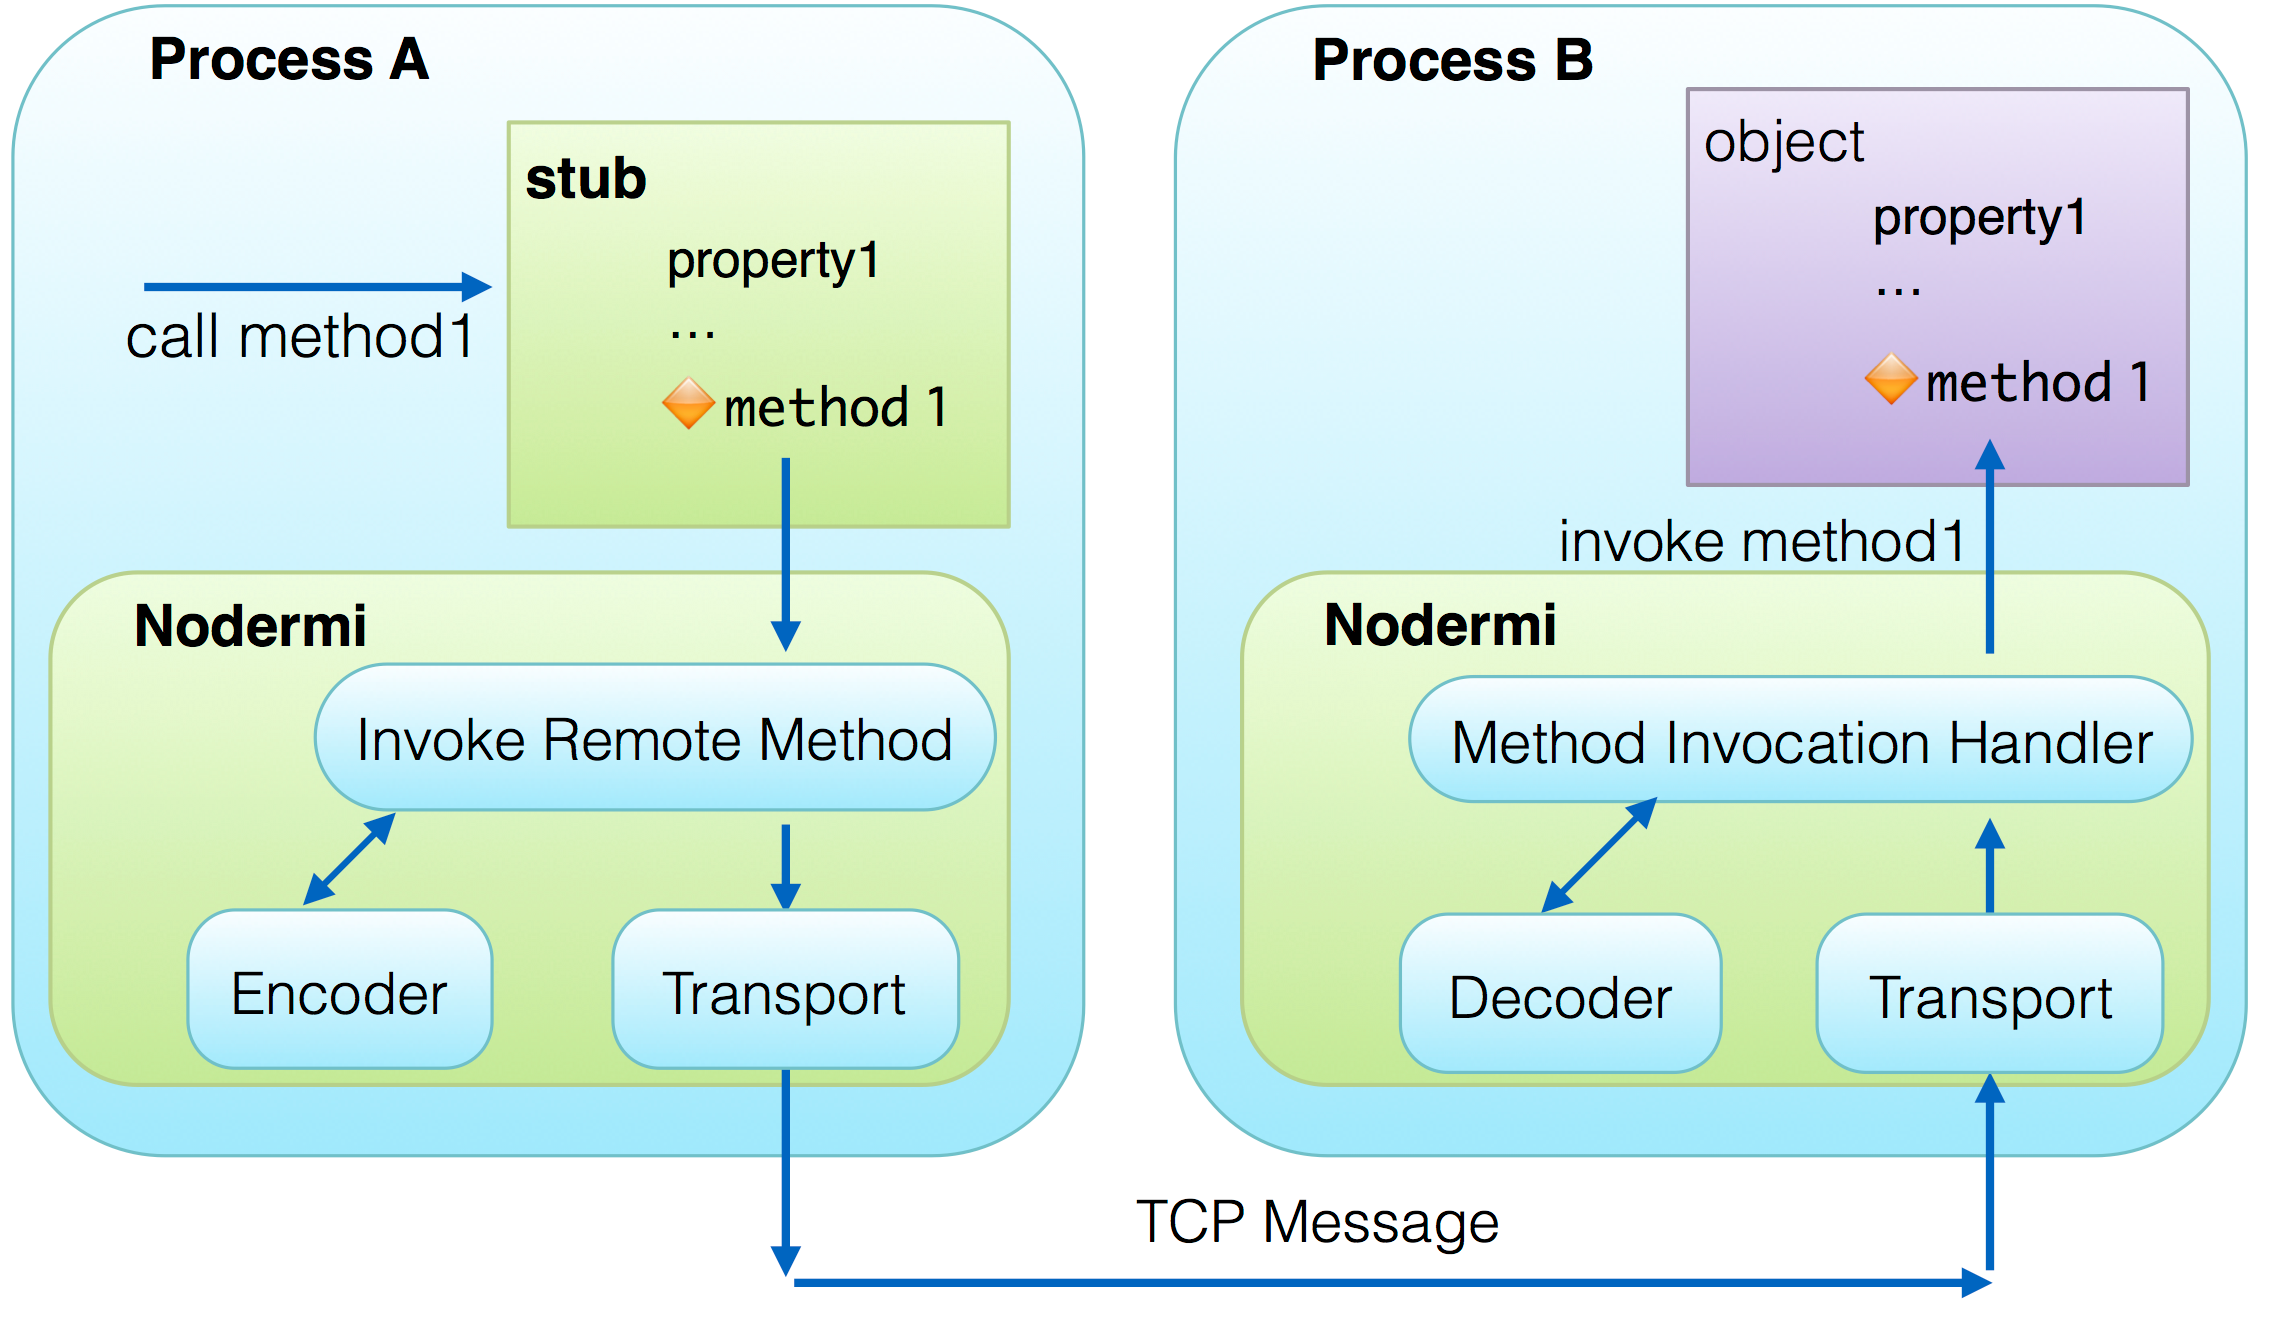 Process A
stub
property1
...
method 1
call method1
Nodermi
Invoke Remote Method
Encoder
Transport
Process B
object
property1
...
method 1
invoke method1
Nodermi
Method Invocation Handler
Decoder
Transport
TCP Message